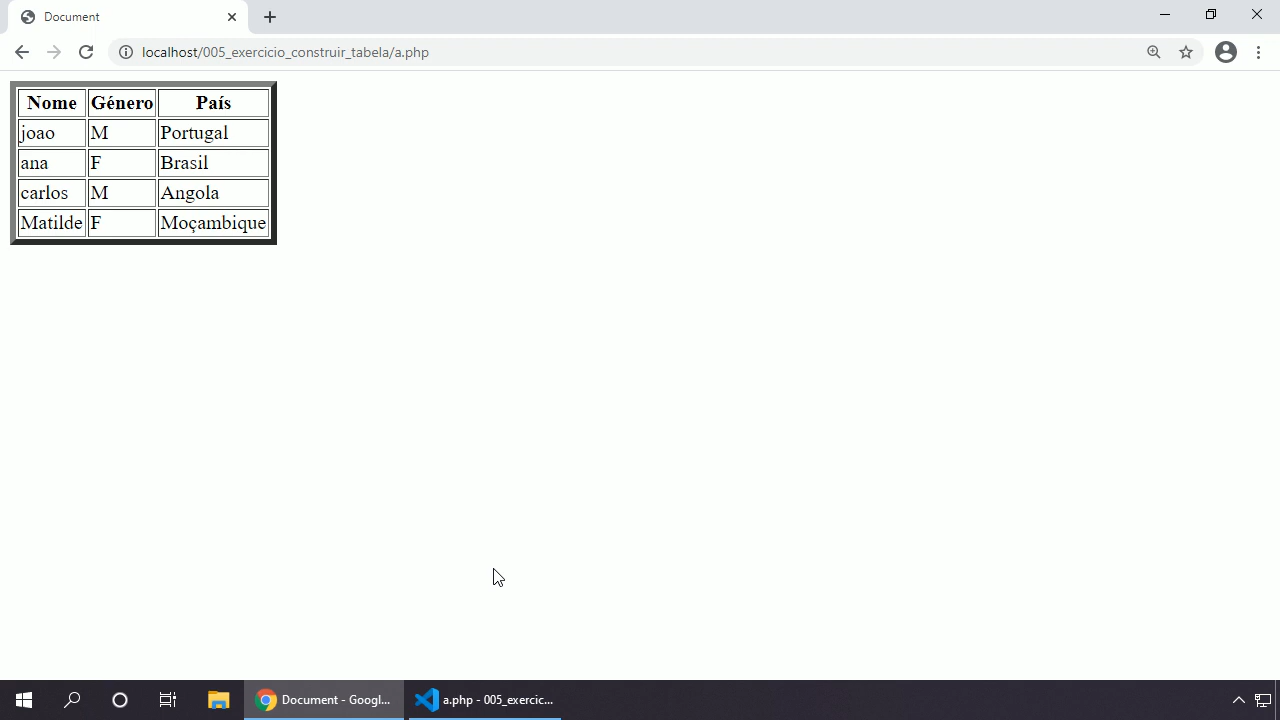 Document
localhost/005_exercicio_construir_tabela/a.php
Nome Género País
joao M Portugal
ana F Brasil
carlos M Angola
Matilde F Moçambique
Document - Googl...
a.php - 005_exercic...